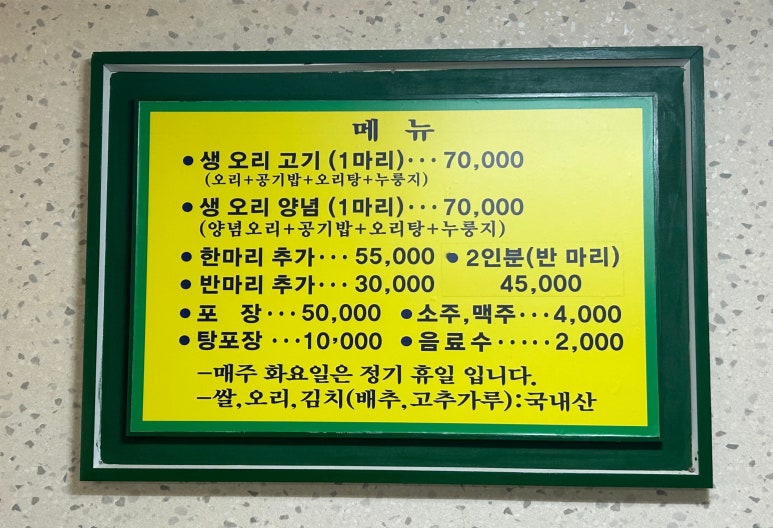 메 뉴
● 생 오리 고기 (1마리)··· 70,000
(오리+공기밥+오리탕+누룽지)
● 생 오리 양념 (1마리)··· 70,000
(양념오리+공기밥+오리탕+누룽지)
● 한마리 추가··· 55,000
● 반마리 추가··· 30,000
● 2인분(반 마리)
45,000
● 포 장 ··· 50,000 ● 소주,맥주··· 4,000
● 탕포장 ··· 10,000 ● 음료수 ····· 2,000
-매주 화요일은 정기 휴일 입니다.
-쌀,오리,김치(배추,고추가루):국내산